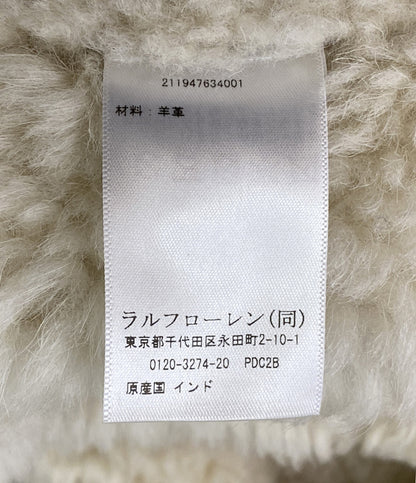 211947634001
材料：羊革
ラルフローレン(同)
東京都千代田区永田町2-10-1
0120-3274-20 PDC2B
原産国 インド